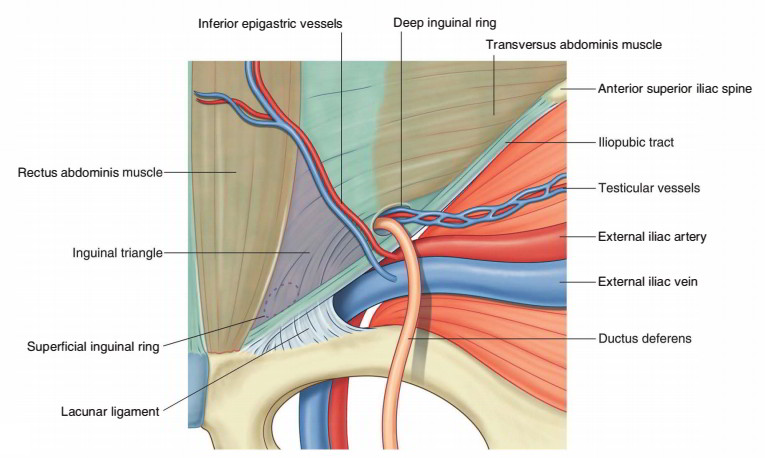 Inferior epigastric vessels
Deep inguinal ring
Transversus abdominis muscle
Anterior superior iliac spine
Iliopubic tract
Rectus abdominis muscle
Testicular vessels
External iliac artery
Inguinal triangle
External iliac vein
Ductus deferens
Superficial inguinal ring
Lacunar ligament